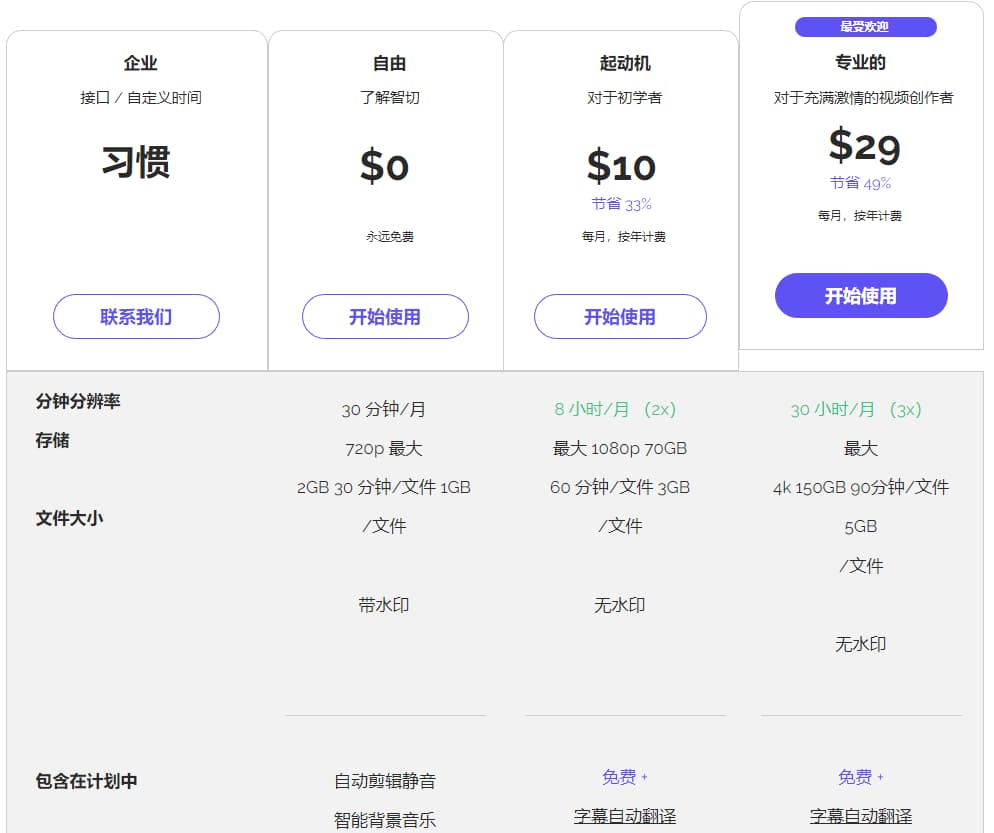 企业
接口 / 自定义时间
习惯
联系我们
自由
了解智切
$0
永远免费
开始使用
起动机
对于初学者
$10
节省 33%
每月，按年计费
开始使用
最受欢迎
专业的
对于充满激情的视频创作者
$29
节省 49%
每月，按年计费
开始使用
分钟分辨率
存储
文件大小
30 分钟/月
720p 最大
2GB 30 分钟/文件 1GB
/文件
带水印
8 小时/月 （2x）
最大 1080p 70GB
60 分钟/文件 3GB
/文件
无水印
30 小时/月 （3x）
最大
4k 150GB 90分钟/文件
5GB
/文件
无水印
包含在计划中
自动剪辑静音
智能背景音乐
免费 +
字幕自动翻译
免费 +
字幕自动翻译